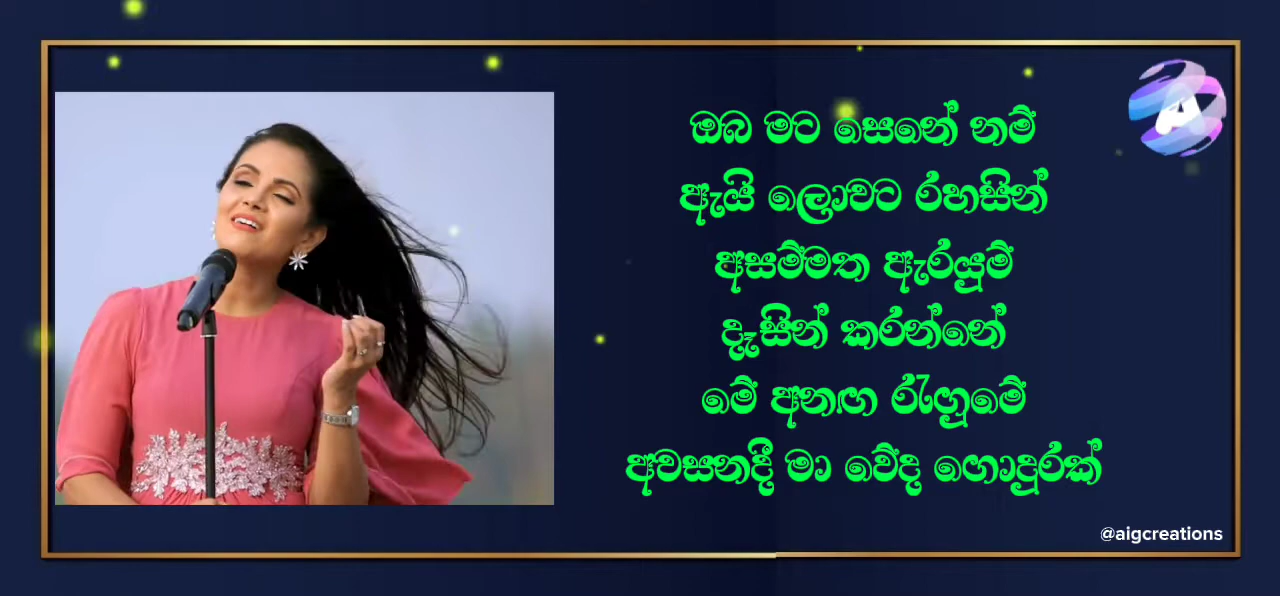 ඔබ මට සෙනේ නම්
ඇයි ලොවට රහසින්
අසම්මත ඇරයුම්
දෑසින් කරන්නේ
මේ අනඟ රැඟුමේ
අවසනදී මා වේද ගොදුරක්
@aigcreations
A